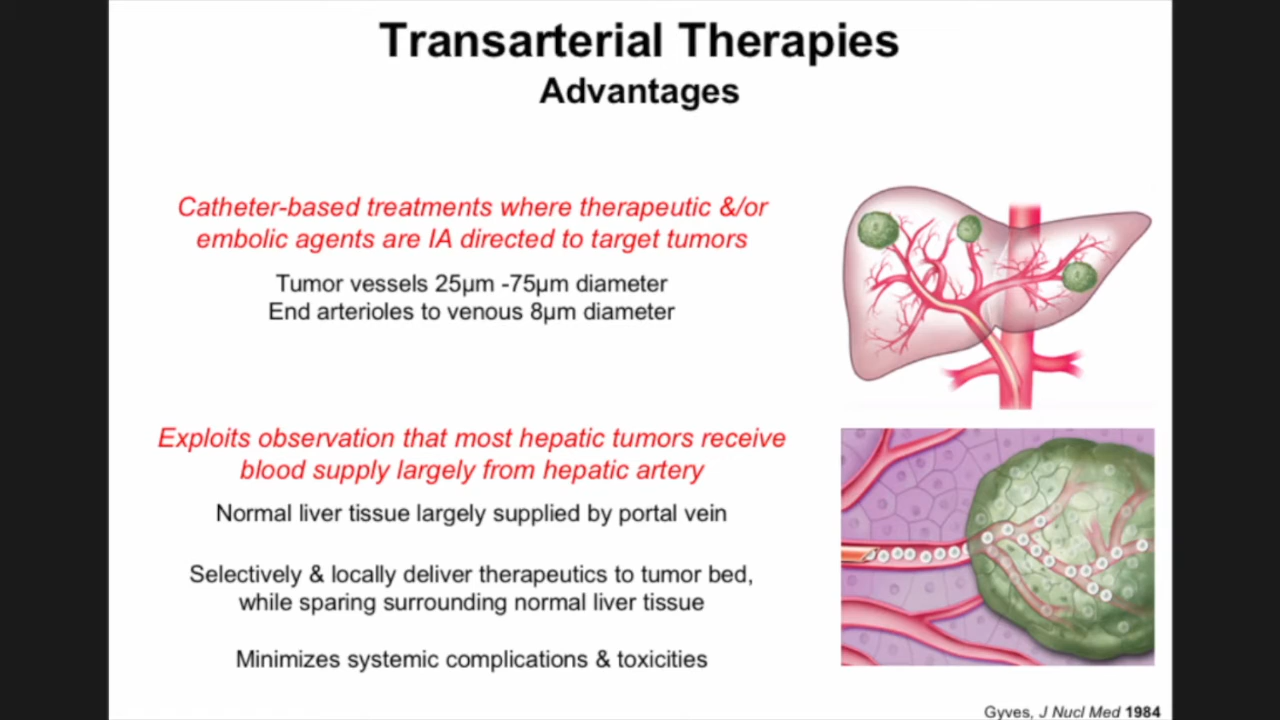 Transarterial Therapies
Advantages
Catheter-based treatments where therapeutic &/or
embolic agents are IA directed to target tumors
Tumor vessels 25µm -75µm diameter
End arterioles to venous 8µm diameter
Exploits observation that most hepatic tumors receive
blood supply largely from hepatic artery
Normal liver tissue largely supplied by portal vein
Selectively & locally deliver therapeutics to tumor bed,
while sparing surrounding normal liver tissue
Minimizes systemic complications & toxicities
Gyves, J Nucl Med 1984